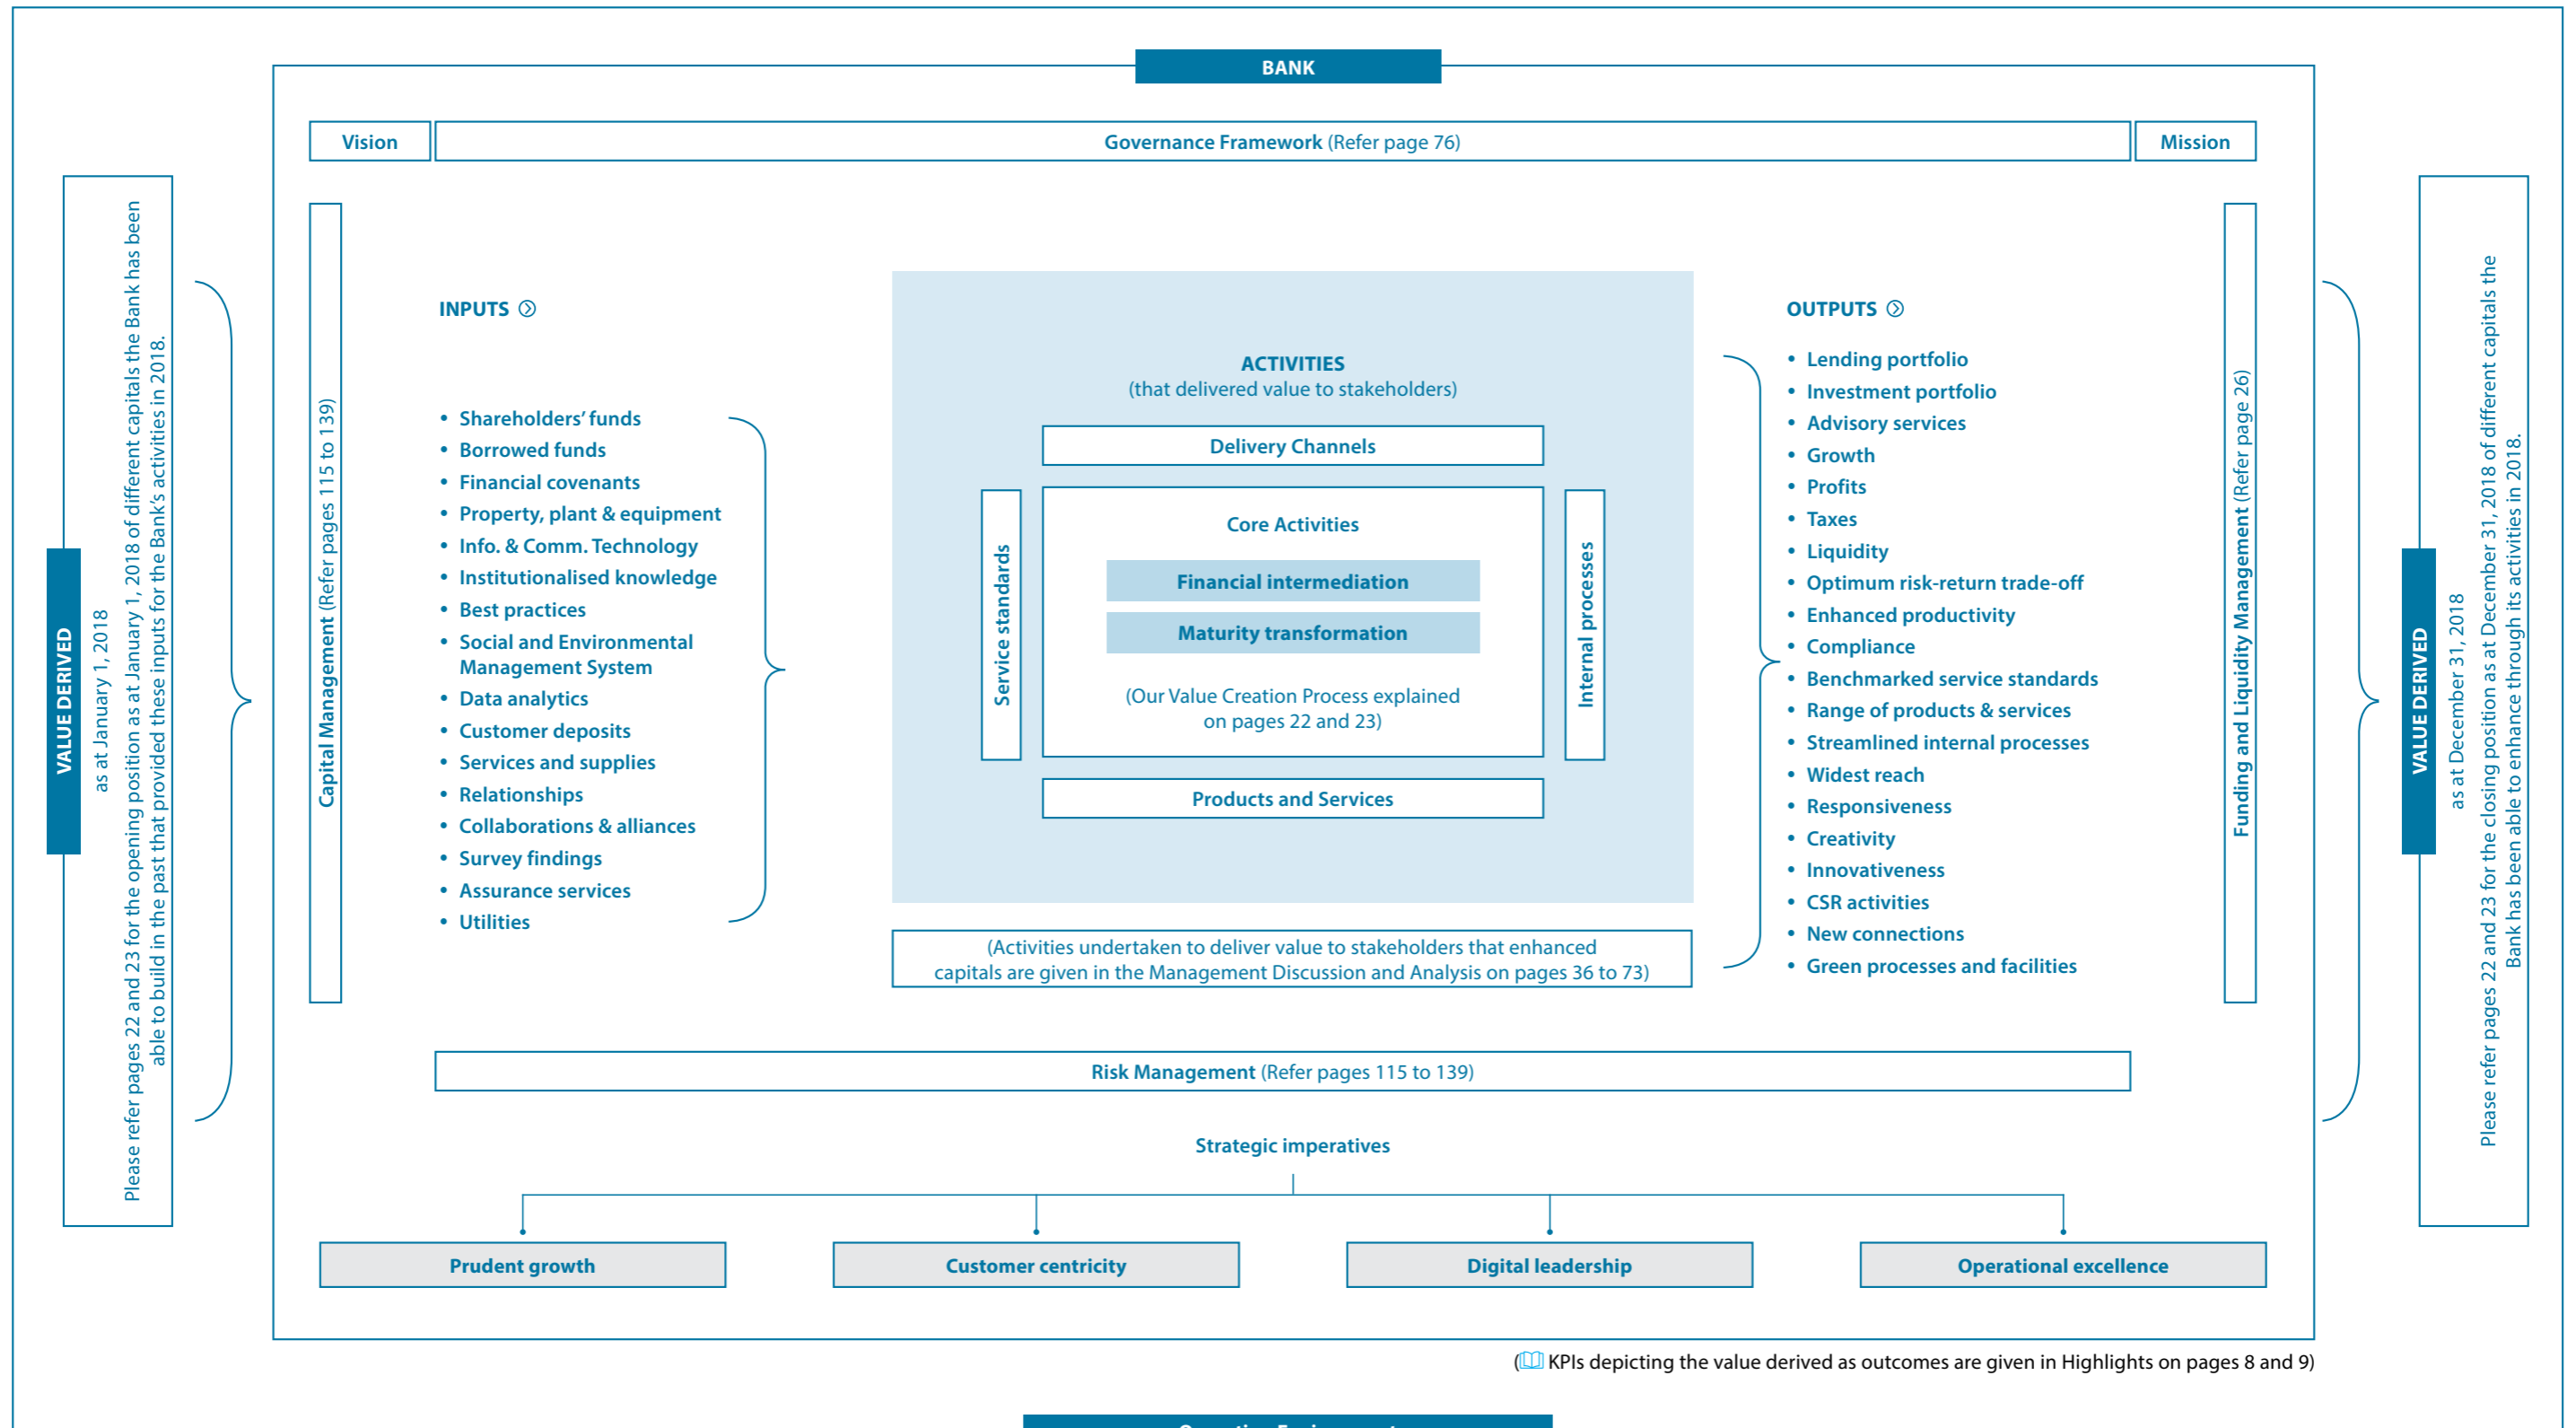 BANK
Vision
Governance Framework (Refer page 76)
Mission
VALUE DERIVED
as at January 1, 2018
Please refer pages 22 and 23 for the opening position as at January 1, 2018 of different capitals the Bank has been
able to build in the past that provided these inputs for the Bank's activities in 2018.
Capital Management (Refer pages 115 to 139)
INPUTS
• Shareholders' funds
• Borrowed funds
• Financial covenants
• Property, plant & equipment
• Info. & Comm. Technology
• Institutionalised knowledge
• Best practices
• Social and Environmental
Management System
• Data analytics
• Customer deposits
• Services and supplies
• Relationships
• Collaborations & alliances
• Survey findings
• Assurance services
• Utilities
ACTIVITIES
(that delivered value to stakeholders)
Delivery Channels
Service standards
Core Activities
Financial intermediation
Maturity transformation
(Our Value Creation Process explained
on pages 22 and 23)
Internal processes
Products and Services
(Activities undertaken to deliver value to stakeholders that enhanced
capitals are given in the Management Discussion and Analysis on pages 36 to 73)
OUTPUTS
• Lending portfolio
• Investment portfolio
• Advisory services
• Growth
• Profits
• Taxes
• Liquidity
• Optimum risk-return trade-off
• Enhanced productivity
• Compliance
• Benchmarked service standards
• Range of products & services
• Streamlined internal processes
• Widest reach
• Responsiveness
• Creativity
• Innovativeness
• CSR activities
• New connections
• Green processes and facilities
Funding and Liquidity Management (Refer page 26)
VALUE DERIVED
as at December 31, 2018
Please refer pages 22 and 23 for the closing position as at December 31, 2018 of different capitals the
Bank has been able to enhance through its activities in 2018.
Risk Management (Refer pages 115 to 139)
Strategic imperatives
Prudent growth
Customer centricity
Digital leadership
Operational excellence
( KPIs depicting the value derived as outcomes are given in Highlights on pages 8 and 9)